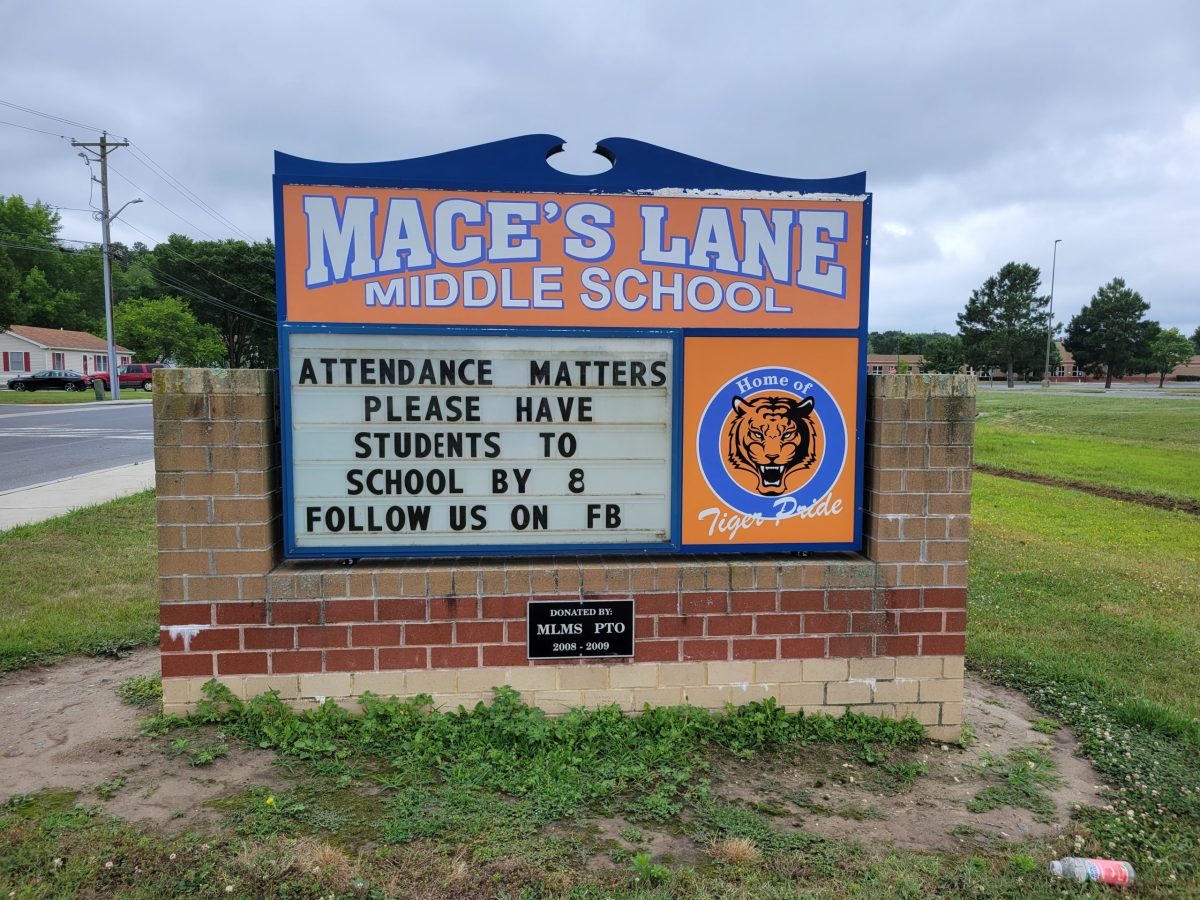 MACE'S LANE
MIDDLE SCHOOL
ATTENDANCE MATTERS
PLEASE HAVE
STUDENTS TO
SCHOOL BY 8
FOLLOW US ON FB
Home of
Tiger Pride
DONATED BY:
MLMS PTO
2008 - 2009